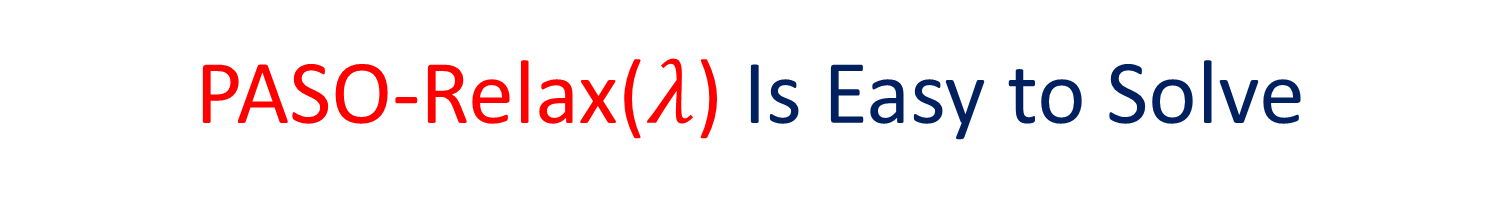 PASO-Relax(𝜆) Is Easy to Solve